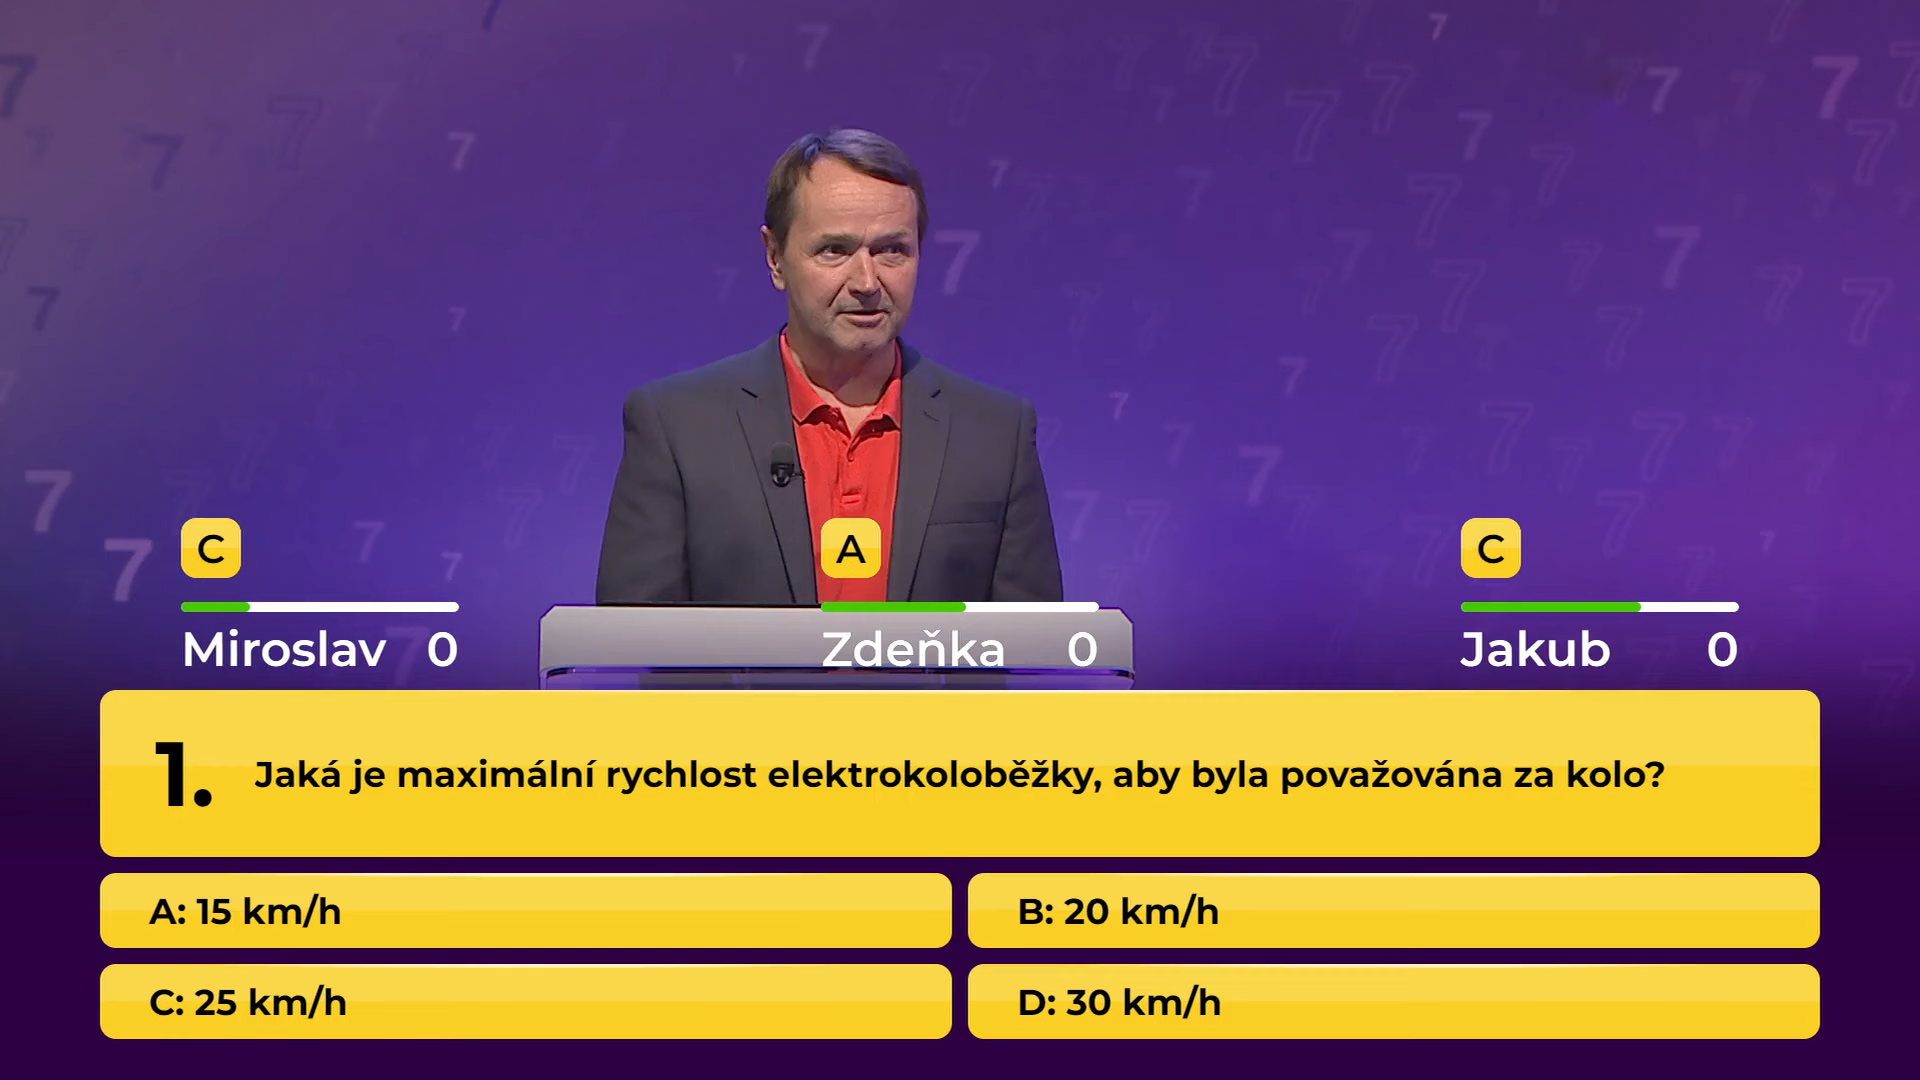 C
A
C
Miroslav 0
Zdeňka 0
Jakub 0
1. Jaká je maximální rychlost elektrokoloběžky, aby byla považována za kolo?
A: 15 km/h
B: 20 km/h
C: 25 km/h
D: 30 km/h